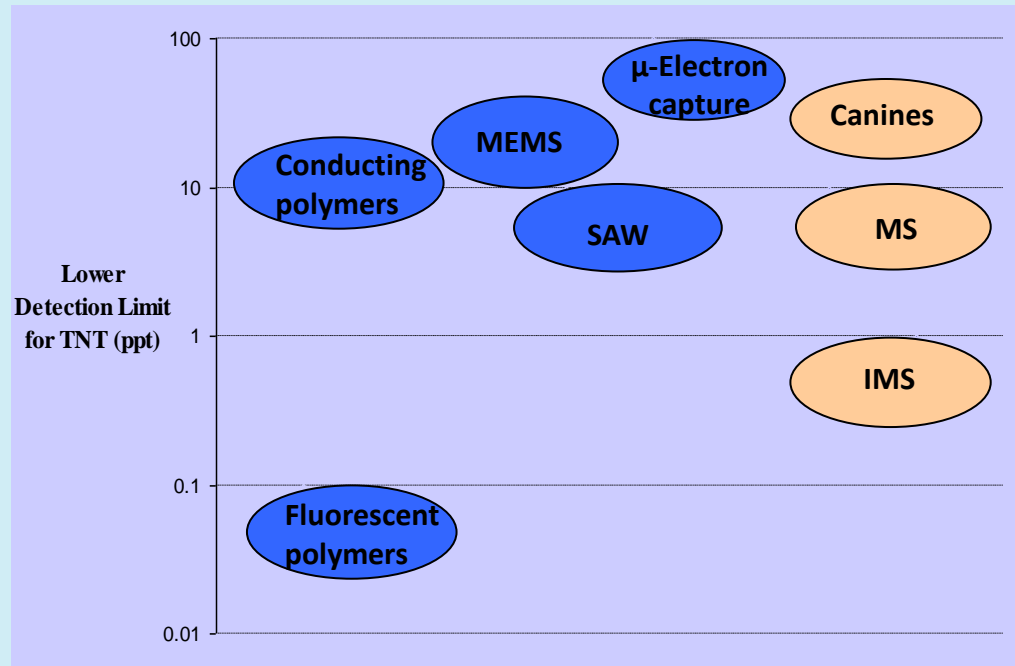 100
μ-Electron
capture
Canines
MEMS
Conducting
polymers
10
SAW
MS
Lower
Detection Limit
for TNT (ppt)
1
IMS
0.1
Fluorescent
polymers
0.01